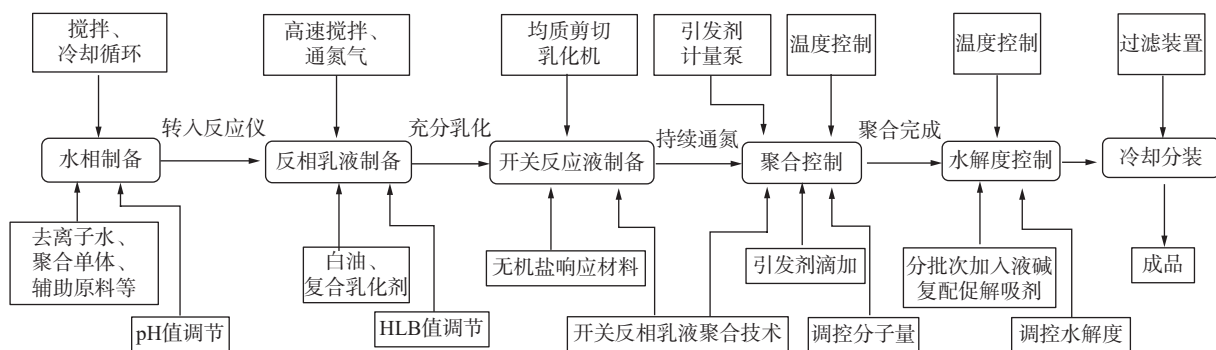 搅拌、
冷却循环
高速搅拌、
通氮气
均质剪切
乳化机
引发剂
计量泵
温度控制
温度控制
过滤装置
转入反应仪
充分乳化
持续通氮
聚合完成
水相制备
反相乳液制备
开关反应液制备
聚合控制
水解度控制
冷却分装
去离子水、
聚合单体、
辅助原料等
白油、
复合乳化剂
无机盐响应材料
引发剂滴加
分批次加入液碱
复配促解吸剂
成品
pH值调节
HLB值调节
开关反相乳液聚合技术
调控分子量
调控水解度